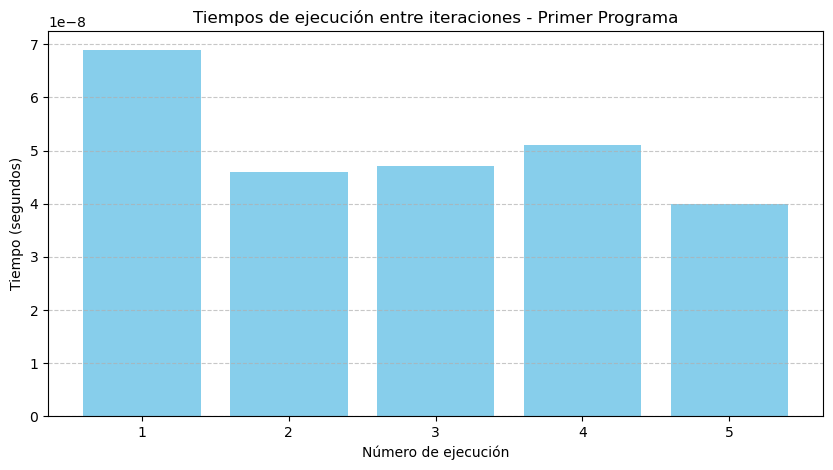 Tiempos de ejecución entre iteraciones - Primer Programa
1e−8
7
6
5
4
3
2
1
0
Tiempo (segundos)
1 2 3 4 5
Número de ejecución